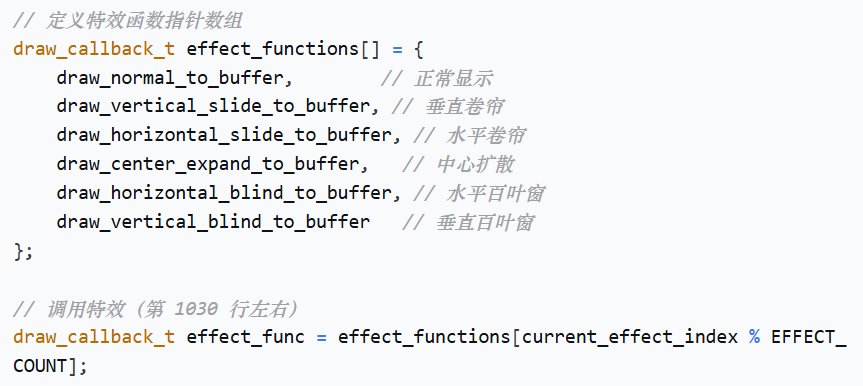 // 定义特效函数指针数组
draw_callback_t effect_functions[] = {
    draw_normal_to_buffer,        // 正常显示
    draw_vertical_slide_to_buffer, // 垂直卷帘
    draw_horizontal_slide_to_buffer, // 水平卷帘
    draw_center_expand_to_buffer,   // 中心扩散
    draw_horizontal_blind_to_buffer, // 水平百叶窗
    draw_vertical_blind_to_buffer   // 垂直百叶窗
};
// 调用特效（第 1030 行左右）
draw_callback_t effect_func = effect_functions[current_effect_index % EFFECT_
COUNT];